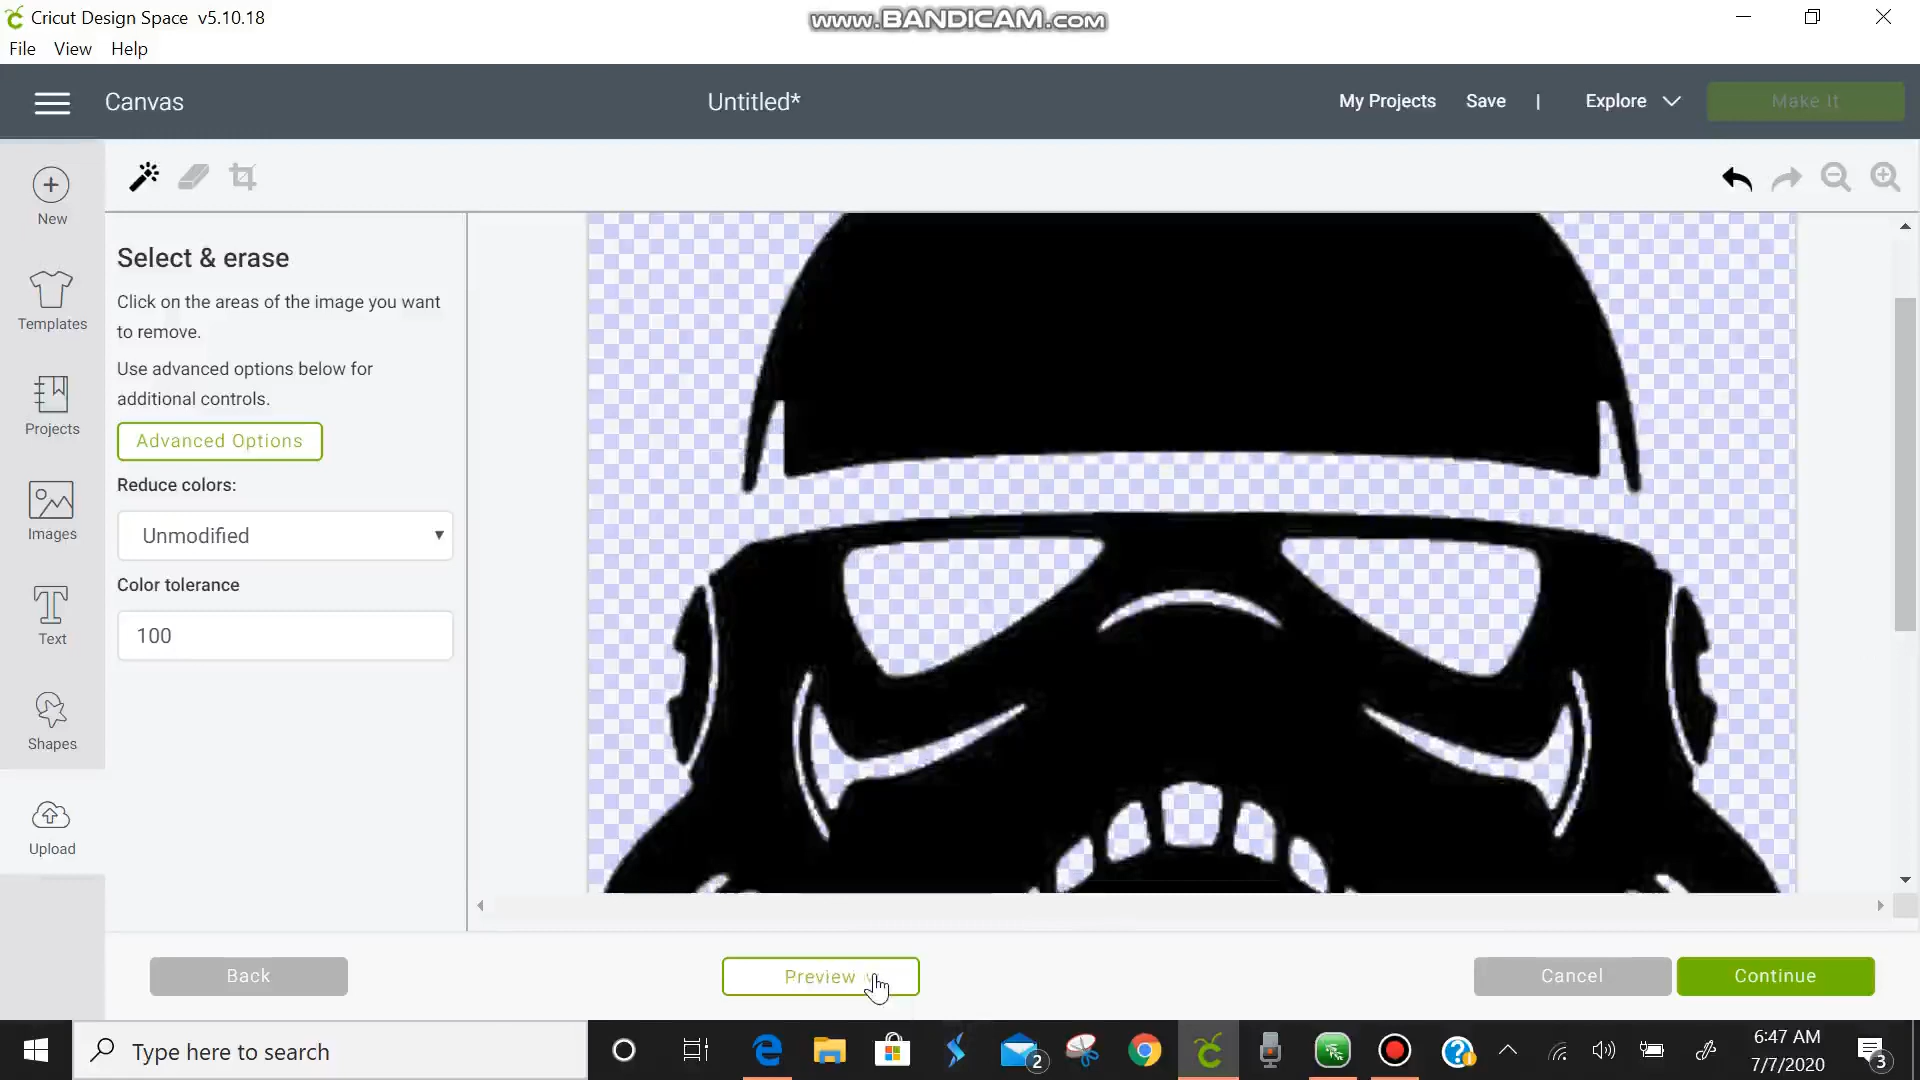 Cricut Design Space v5.10.18
www.BANDICAM.com
File View Help
Canvas
Untitled*
My Projects Save | Explore Make It
New
Templates
Projects
Images
Text
Shapes
Upload
Select & erase
Click on the areas of the image you want
to remove.
Use advanced options below for
additional controls.
Advanced Options
Reduce colors:
Unmodified
Color tolerance
100
Back
Preview
Cancel
Continue
Type here to search
2
6:47 AM
7/7/2020
3